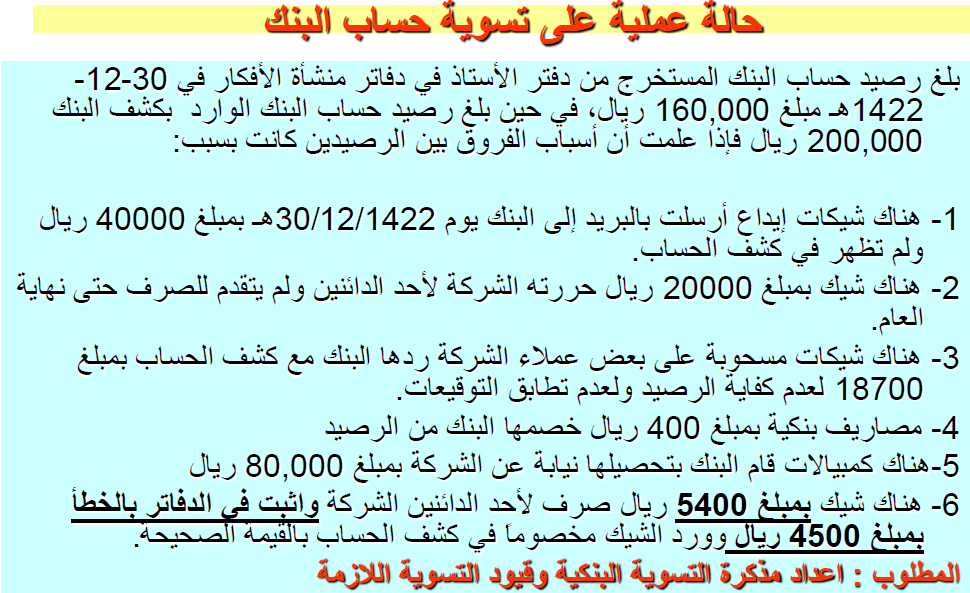 حالة عملية على تسوية حساب البنك
بلغ رصيد حساب البنك المستخرج من دفتر الأستاذ في دفاتر منشأة الأفكار في 30-12-
1422هـ مبلغ 160,000 ريال، في حين بلغ رصيد حساب البنك الوارد بكشف البنك
200,000 ريال فإذا علمت أن أسباب الفروق بين الرصيدين كانت بسبب:
1- هناك شيكات إيداع أرسلت بالبريد إلى البنك يوم 30/12/1422هـ بمبلغ 40000 ريال
ولم تظهر في كشف الحساب.
2- هناك شيك بمبلغ 20000 ريال حررته الشركة لأحد الدائنين ولم يتقدم للصرف حتى نهاية
العام.
3- هناك شيكات مسحوبة على بعض عملاء الشركة ردها البنك مع كشف الحساب بمبلغ
18700 لعدم كفاية الرصيد ولعدم تطابق التوقيعات.
4- مصاريف بنكية بمبلغ 400 ريال خصمها البنك من الرصيد
5-هناك كمبيالات قام البنك بتحصيلها نيابة عن الشركة بمبلغ 80,000 ريال
6- هناك شيك بمبلغ 5400 ريال صرف لأحد الدائنين الشركة واثبت في الدفاتر بالخطأ
بمبلغ 4500 ريال وورد الشيك مخصوماً في كشف الحساب بالقيمة الصحيحة.
المطلوب : اعداد مذكرة التسوية البنكية وقيود التسوية اللازمة